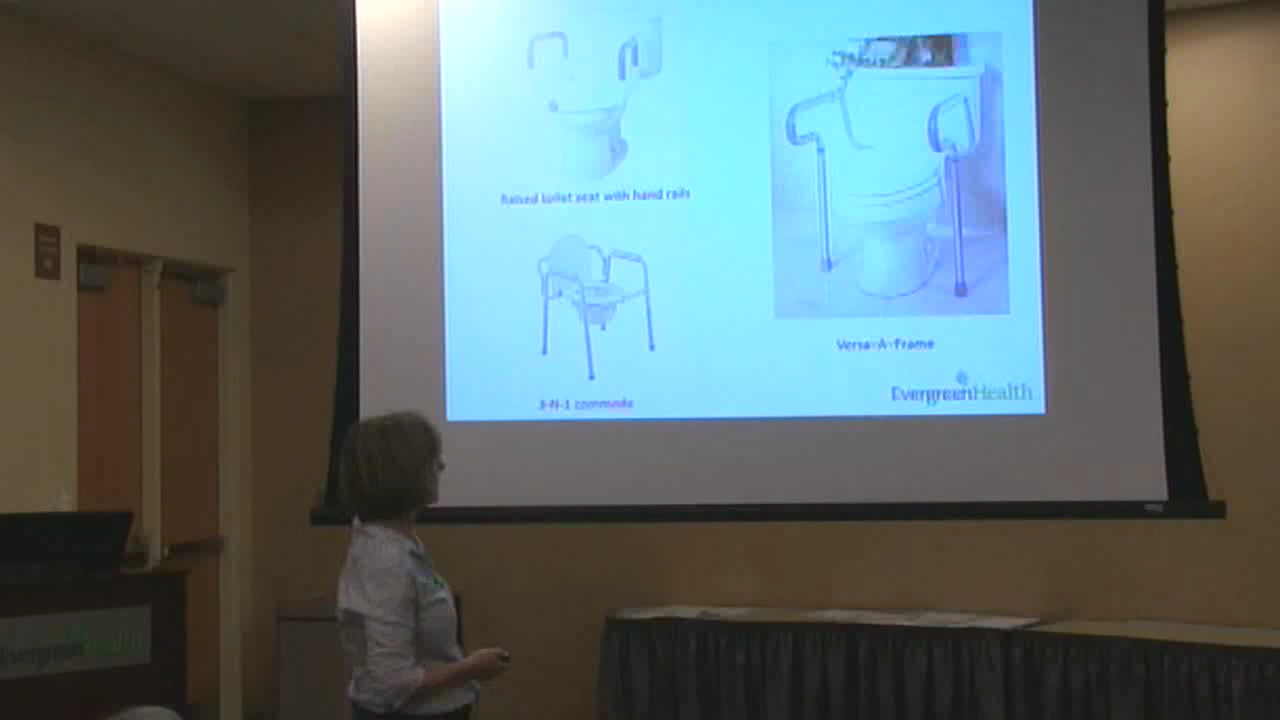 Raised toilet seat with hand rails
3-N-1 commode
Versa-A-Frame
EvergreenHealth
EvergreenHealth